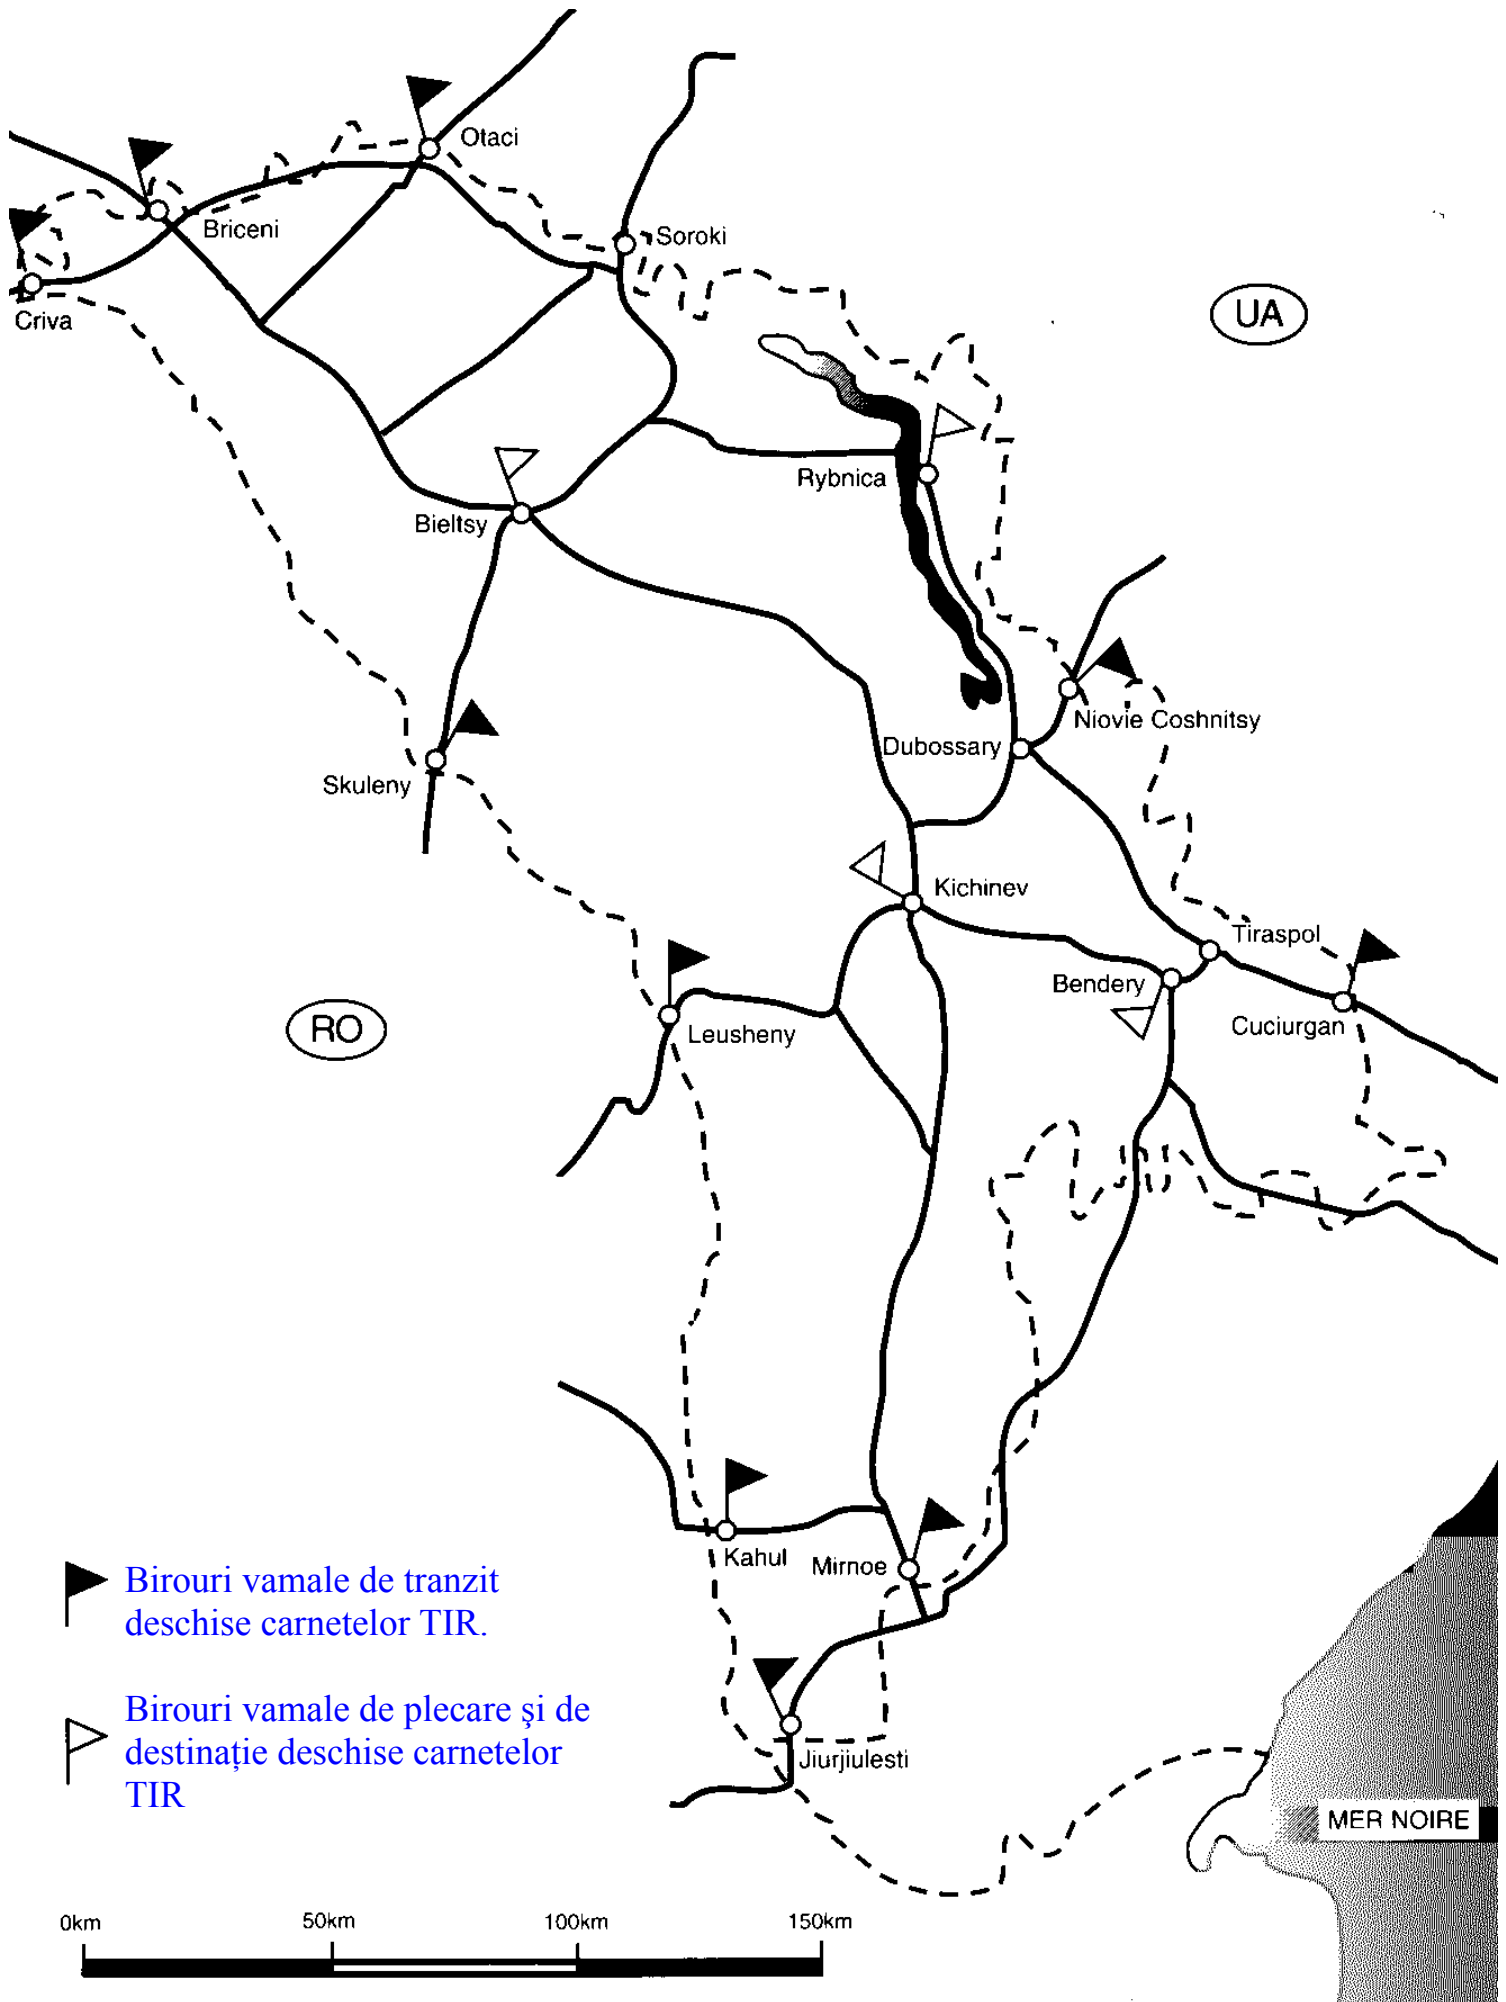 Otaci
Briceni
Soroki
Criva
UA
Rybnica
Bieltsy
Niovie Coshnitsy
Dubossary
Skuleny
Kichinev
Tiraspol
Bendery
Cuciurgan
RO
Leusheny
Kahul
Mirnoe
Birouri vamale de tranzit
deschise carnetelor TIR.
Birouri vamale de plecare şi de
destinaţie deschise carnetelor
TIR
Jiurjiulesti
MER NOIRE
0km 50km 100km 150km